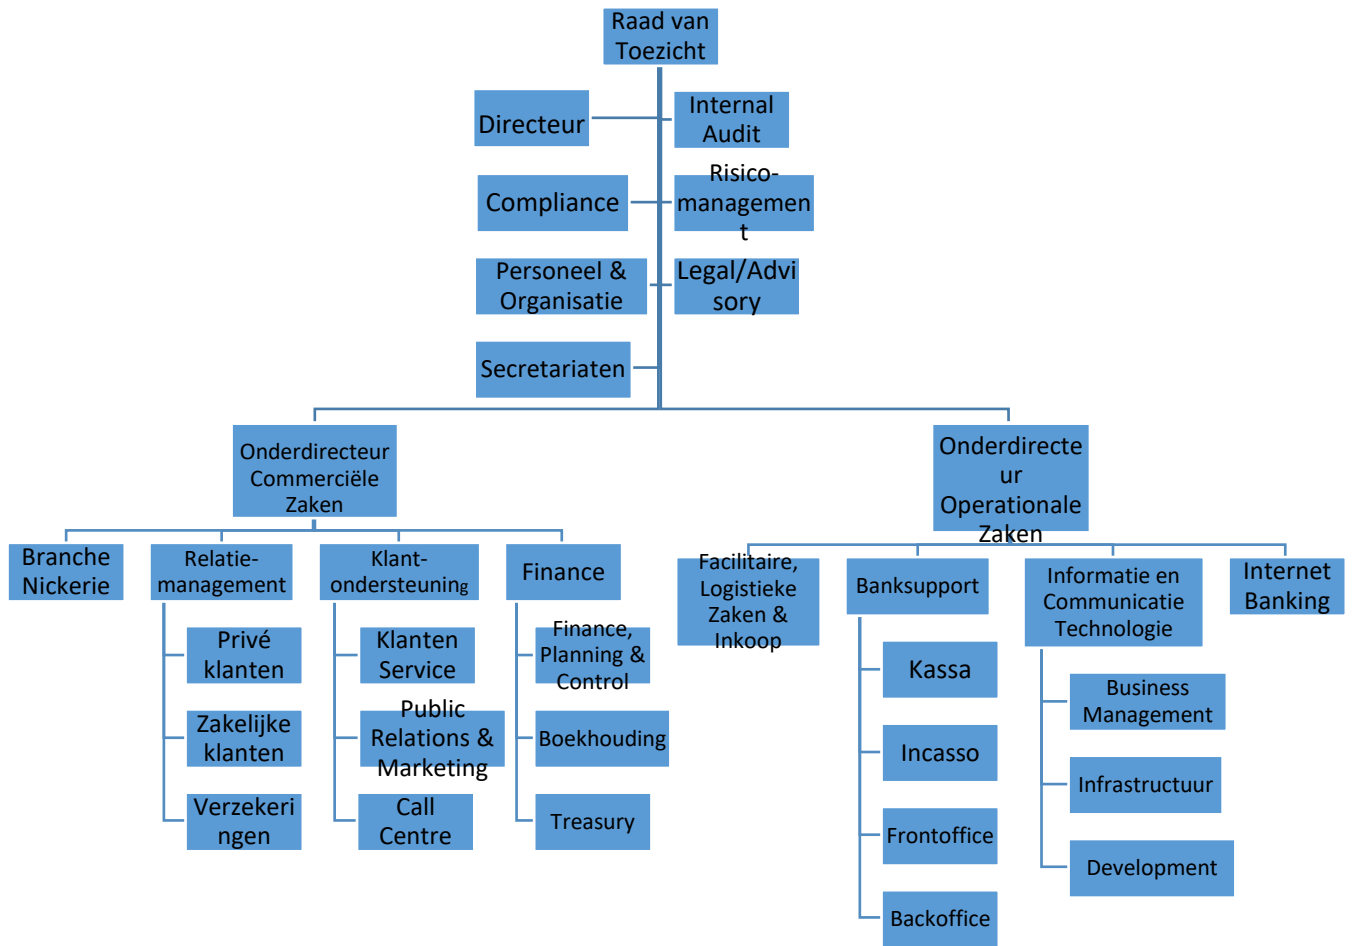 Raad van
Toezicht
Directeur
Internal
Audit
Compliance
Risico-
managemen
t
Personeel &
Organisatie
Legal/Advi
sory
Secretariaten
Onderdirecteur
Commerciële
Zaken
Onderdirecte
ur
Operationale
Zaken
Branche
Nickerie
Relatie-
management
Klant-
ondersteuning
Finance
Facilitaire,
Logistieke
Zaken &
Inkoop
Banksupport
Informatie en
Communicatie
Technologie
Internet
Banking
Privé
klanten
Zakelijke
klanten
Verzekeri
ngen
Klanten
Service
Public
Relations &
Marketing
Call
Centre
Finance,
Planning &
Control
Boekhouding
Treasury
Kassa
Incasso
Frontoffice
Backoffice
Business
Management
Infrastructuur
Development